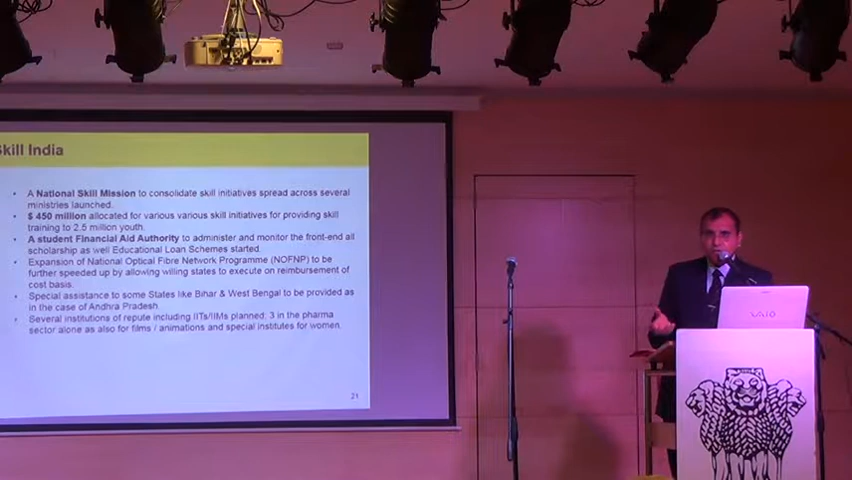 Skill India
• A National Skill Mission to consolidate skill initiatives spread across several
ministries launched.
• $ 450 million allocated for various various skill initiatives for providing skill
training to 2.5 million youth.
• A student Financial Aid Authority to administer and monitor the front-end all
scholarship as well Educational Loan Schemes started.
• Expansion of National Optical Fibre Network Programme (NOFNP) to be
further speeded up by allowing willing states to execute on reimbursement of
cost basis.
• Special assistance to some States like Bihar & West Bengal to be provided as
in the case of Andhra Pradesh
• Several institutions of repute including IITs/IIMs planned. 3 in the pharma
sector alone as also for films / animations and special institutes for women.
21
VAIO